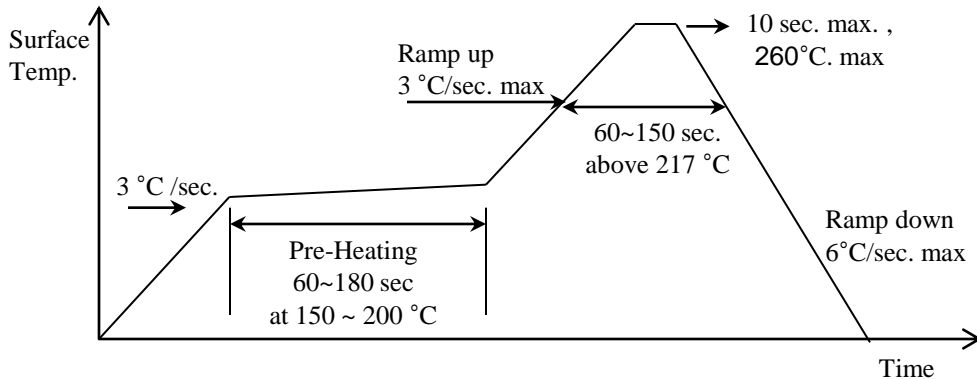 Surface
Temp.
Ramp up
3 °C/sec. max
10 sec. max. ,
260°C. max
60~150 sec.
above 217 °C
3 °C /sec.
Pre-Heating
60~180 sec
at 150 ~ 200 °C
Ramp down
6°C/sec. max
Time